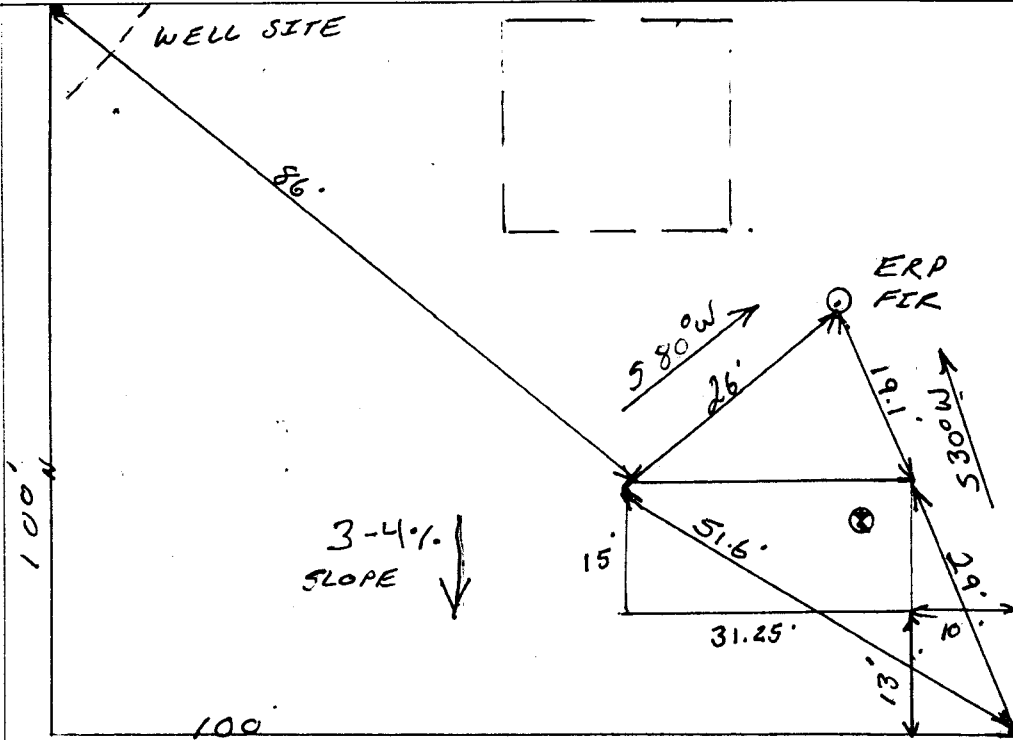 WELL SITE
86'
ERP
FIR
S 80°W
26'
19.1'
S 30°W
100'
N
3-4%
SLOPE
15'
51.6'
29'
31.25'
10'
13'
100'